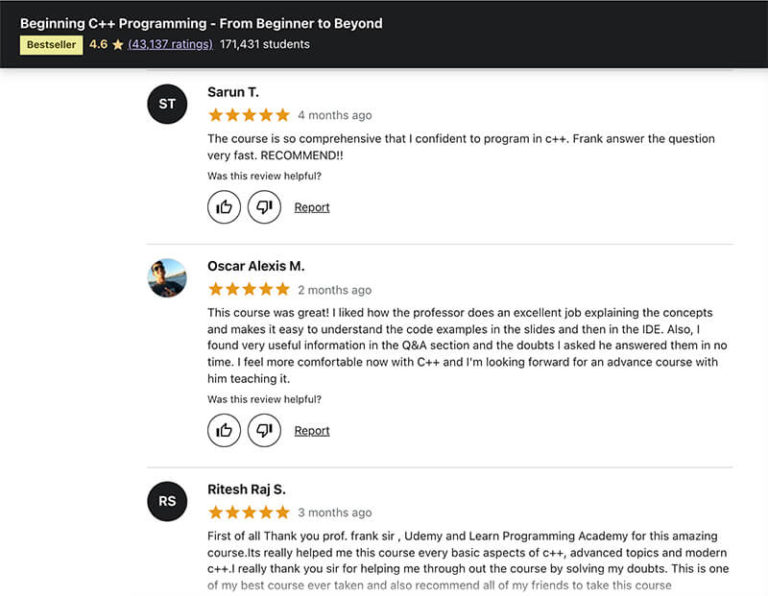 Beginning C++ Programming - From Beginner to Beyond
Bestseller 4.6 (43,137 ratings) 171,431 students
ST
Sarun T.
4 months ago
The course is so comprehensive that I confident to program in c++. Frank answer the question
very fast. RECOMMEND!!
Was this review helpful?
Report
Oscar Alexis M.
2 months ago
This course was great! I liked how the professor does an excellent job explaining the concepts
and makes it easy to understand the code examples in the slides and then in the IDE. Also, I
found very useful information in the Q&A section and the doubts I asked he answered them in no
time. I feel more comfortable now with C++ and I'm looking forward for an advance course with
him teaching it.
Was this review helpful?
Report
RS
Ritesh Raj S.
3 months ago
First of all Thank you prof. frank sir , Udemy and Learn Programming Academy for this amazing
course.Its really helped me this course every basic aspects of c++, advanced topics and modern
c++.I really thank you sir for helping me through out the course by solving my doubts. This is one
of my best course ever taken and also recommend all of my friends to take this course